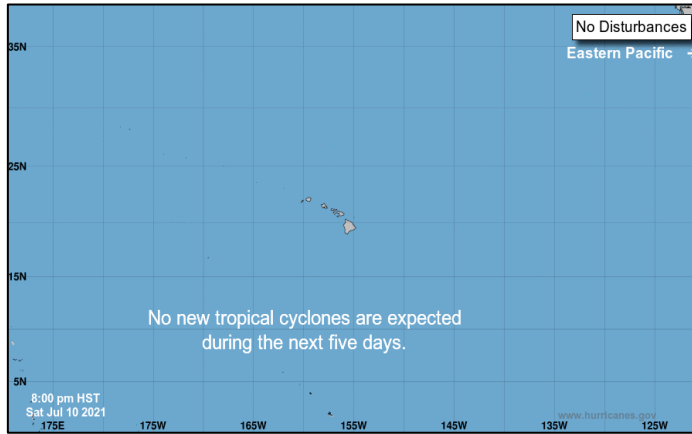 No Disturbances
Eastern Pacific
35N
25N
15N
No new tropical cyclones are expected
during the next five days.
5N
8:00 pm HST
Sat Jul 10 2021
www.hurricanes.gov
175E
175W
165W
155W
145W
135W
125W